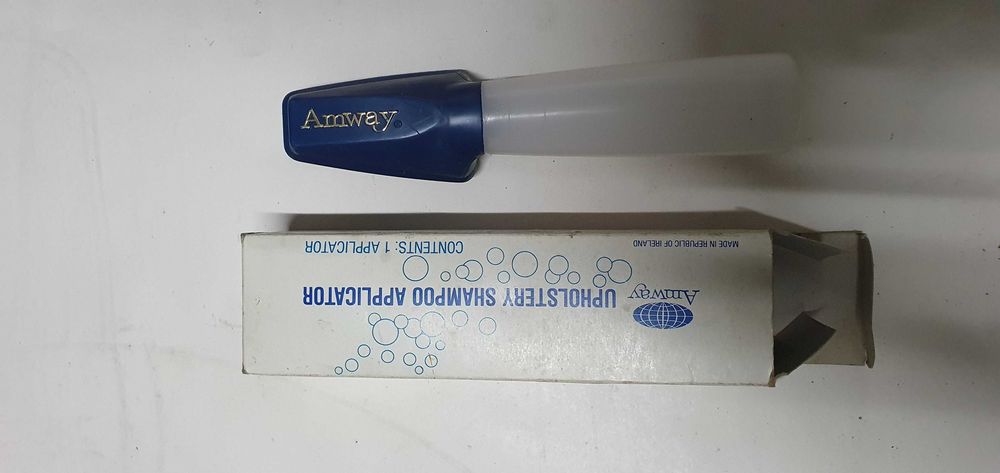 Amway®
Amway
UPHOLSTERY SHAMPOO APPLICATOR
MADE IN REPUBLIC OF IRELAND
CONTENTS: 1 APPLICATOR